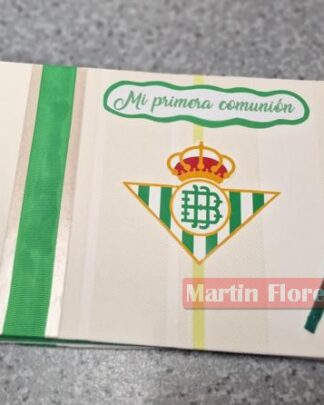 Mi primera comunión
BB
Martin Flore